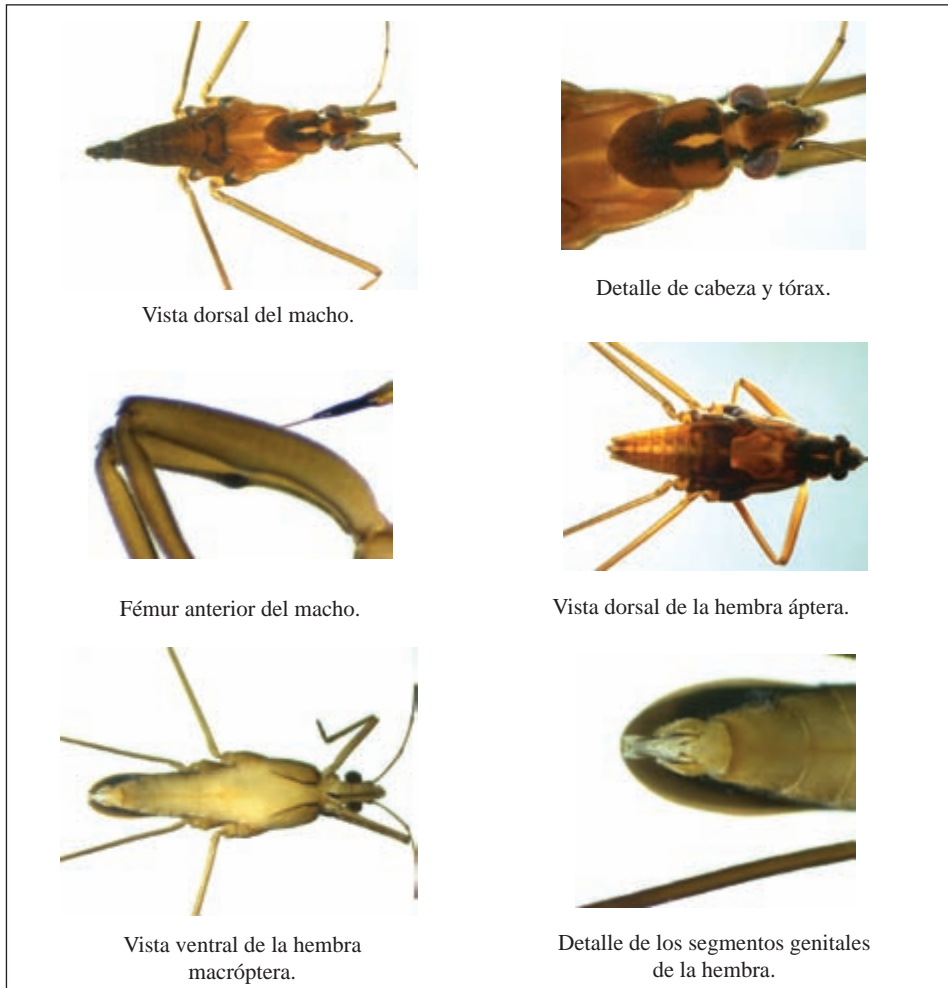 Vista dorsal del macho.
Detalle de cabeza y tórax.
Fémur anterior del macho.
Vista dorsal de la hembra áptera.
Vista ventral de la hembra
macróptera.
Detalle de los segmentos genitales
de la hembra.